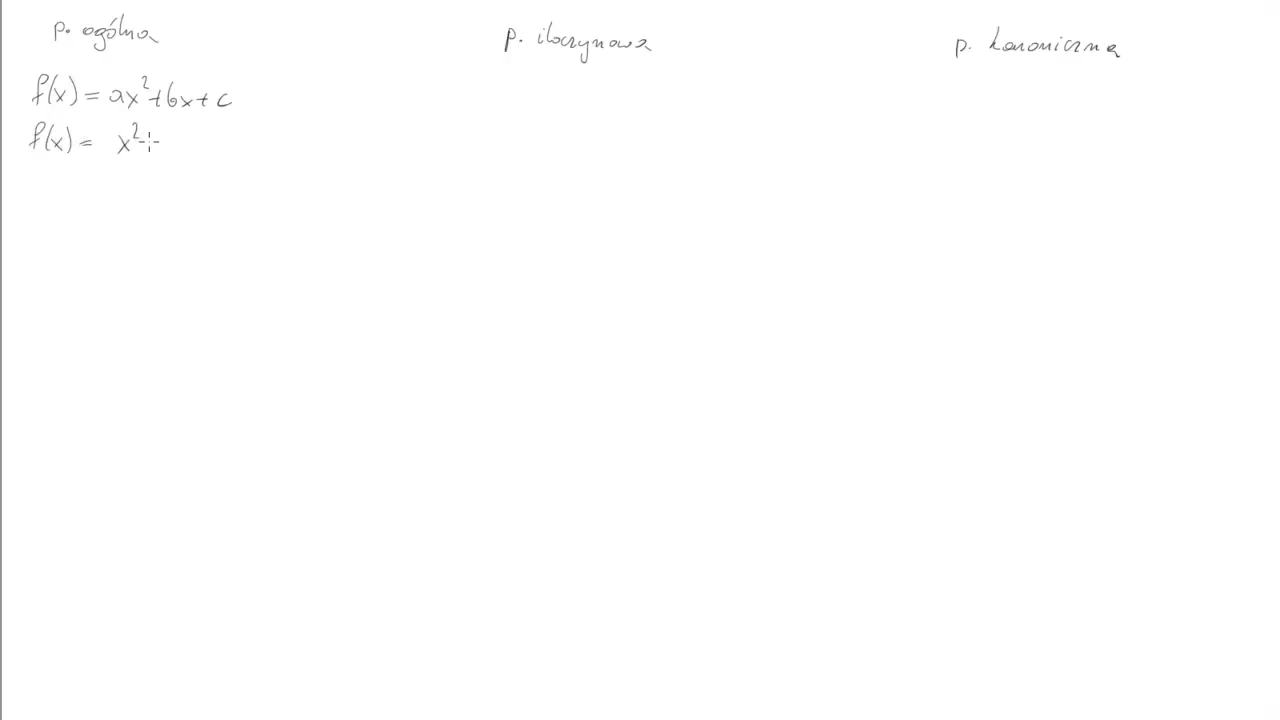 p. ogólna
p. iloczynowa
p. kanoniczna
f(x) = ax²+bx+c
f(x) = x²+